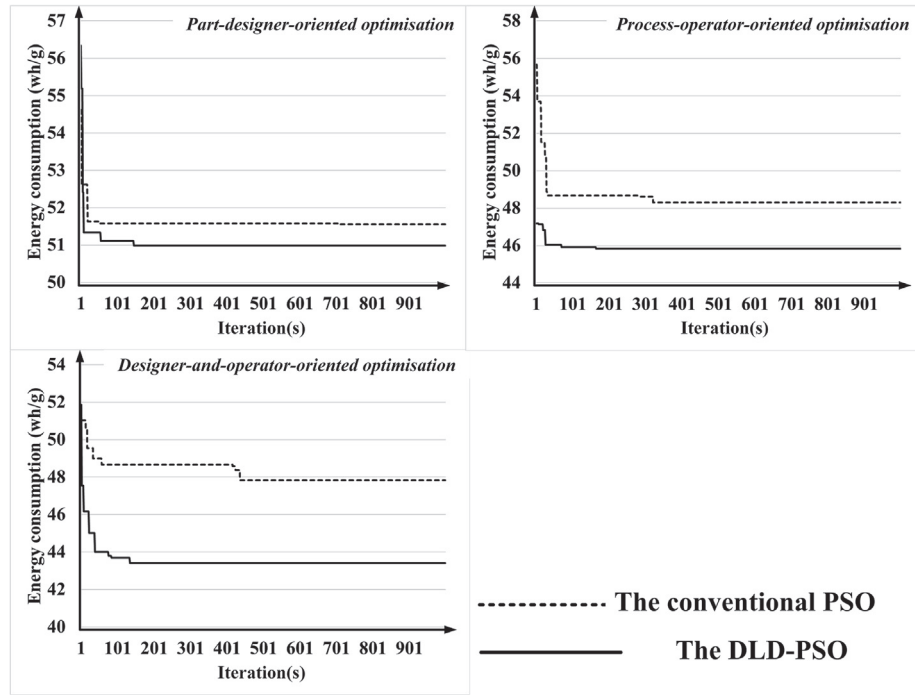 Part-designer-oriented optimisation
Energy consumption (wh/g)
57
56
55
54
53
52
51
50
1 101 201 301 401 501 601 701 801 901
Iteration(s)
Process-operator-oriented optimisation
Energy consumption (wh/g)
58
56
54
52
50
48
46
44
1 101 201 301 401 501 601 701 801 901
Iteration(s)
Designer-and-operator-oriented optimisation
Energy consumption (wh/g)
54
52
50
48
44
43
40
1 101 201 301 401 501 601 701 801 901
Iteration(s)
The conventional PSO
The DLD-PSO